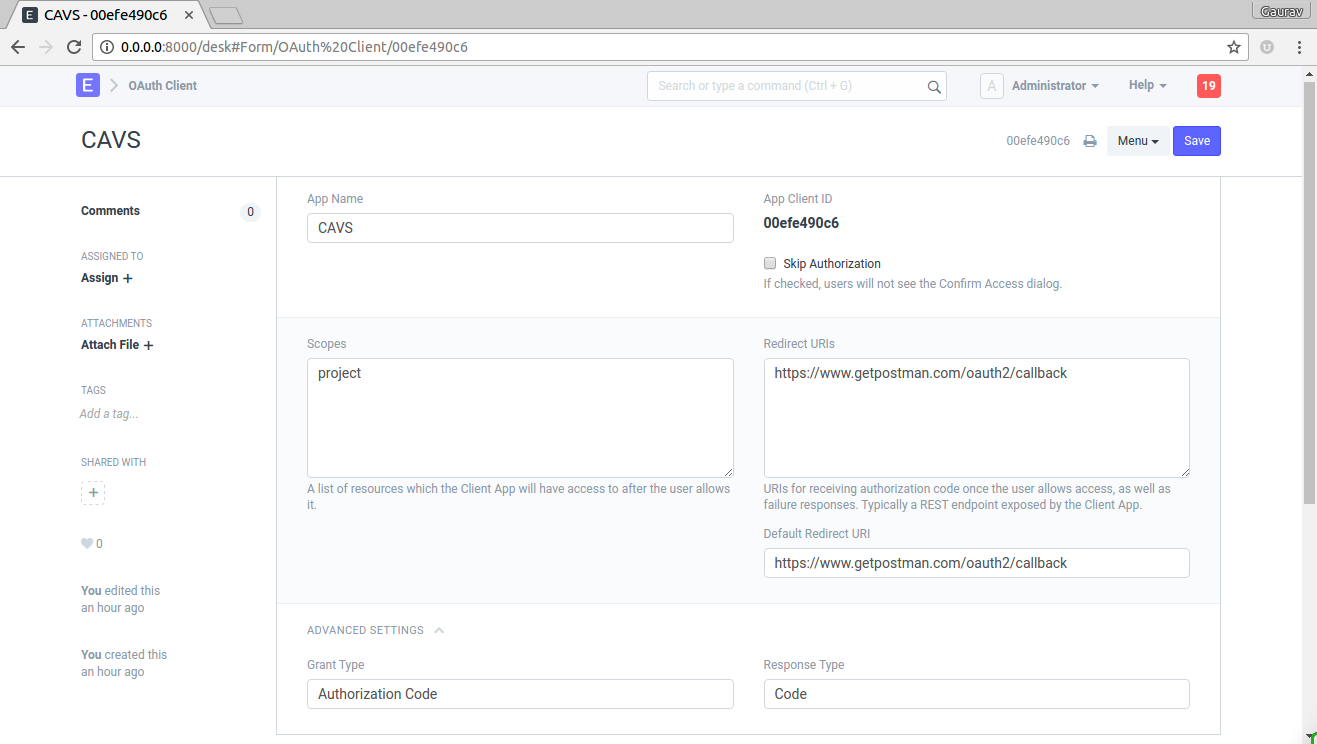 CAVS - 00efe490c6
Gaurav
0.0.0.0:8000/desk#Form/OAuth%20Client/00efe490c6
E
OAuth Client
Search or type a command (Ctrl + G)
A
Administrator
Help
19
CAVS
00efe490c6
Menu
Save
Comments
0
ASSIGNED TO
Assign +
ATTACHMENTS
Attach File +
TAGS
Add a tag...
SHARED WITH
+
0
You edited this
an hour ago
You created this
an hour ago
App Name
CAVS
App Client ID
00efe490c6
Skip Authorization
If checked, users will not see the Confirm Access dialog.
Scopes
project
A list of resources which the Client App will have access to after the user allows
it.
Redirect URIs
https://www.getpostman.com/oauth2/callback
URIs for receiving authorization code once the user allows access, as well as
failure responses. Typically a REST endpoint exposed by the Client App.
Default Redirect URI
https://www.getpostman.com/oauth2/callback
ADVANCED SETTINGS
Grant Type
Authorization Code
Response Type
Code